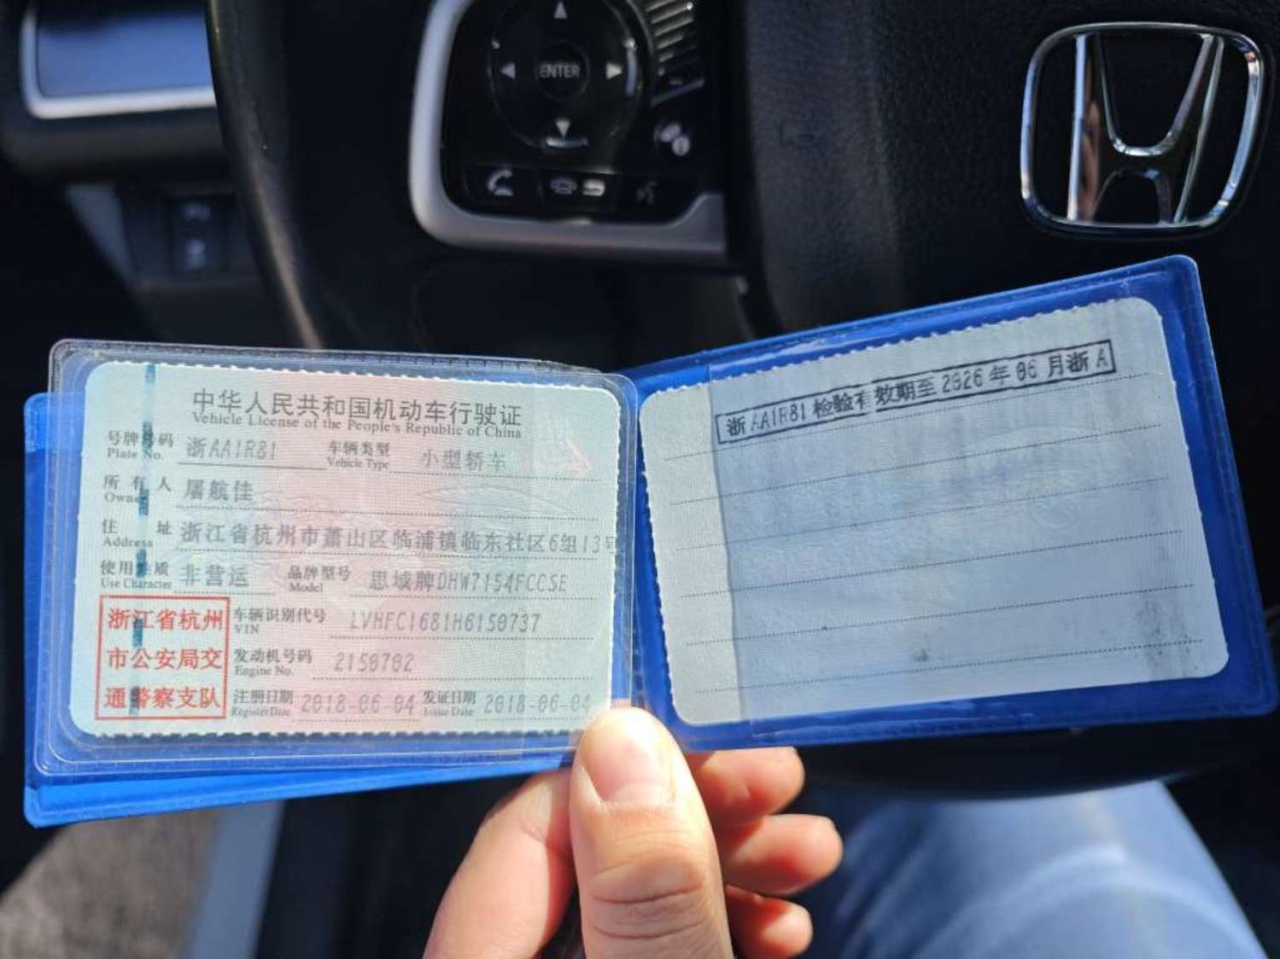 ENTER
中华人民共和国机动车行驶证
Vehicle License of the People's Republic of China
号牌号码 浙AA1R81 车辆类型 小型轿车
Plate No. Vehicle Type
所有人 屠航佳
Owner
住址 浙江省杭州市萧山区临浦镇临东社区6组13号
Address
使用性质 非营运 品牌型号 思域牌DHW7154FCCSE
Use Character Model
浙江省杭州 车辆识别代号 LVHFC1681H6150737
VIN
市公安局交 发动机号码 2150702
Engine No.
通警察支队 注册日期 2018-06-04 发证日期 2018-06-04
Register Date Issue Date
浙AA1R81检验有效期至2026年06月浙A